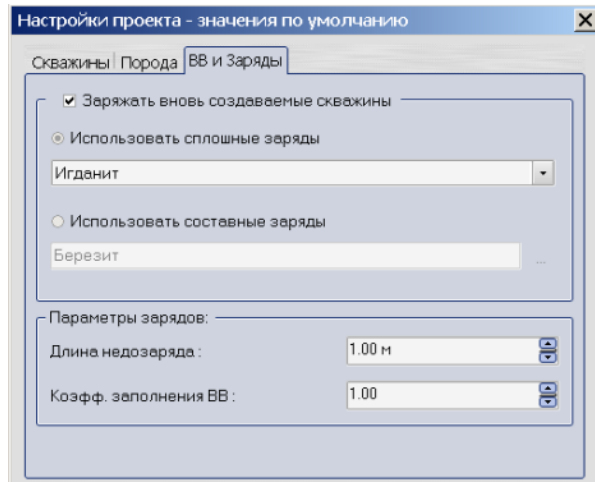 Настройки проекта - значения по умолчанию
Скважины Порода ВВ и Заряды
Заряжать вновь создаваемые скважины
Использовать сплошные заряды
Игданит
Использовать составные заряды
Березит ...
Параметры зарядов:
Длина недозаряда : 1.00 м
Коэфф. заполнения ВВ : 1.00